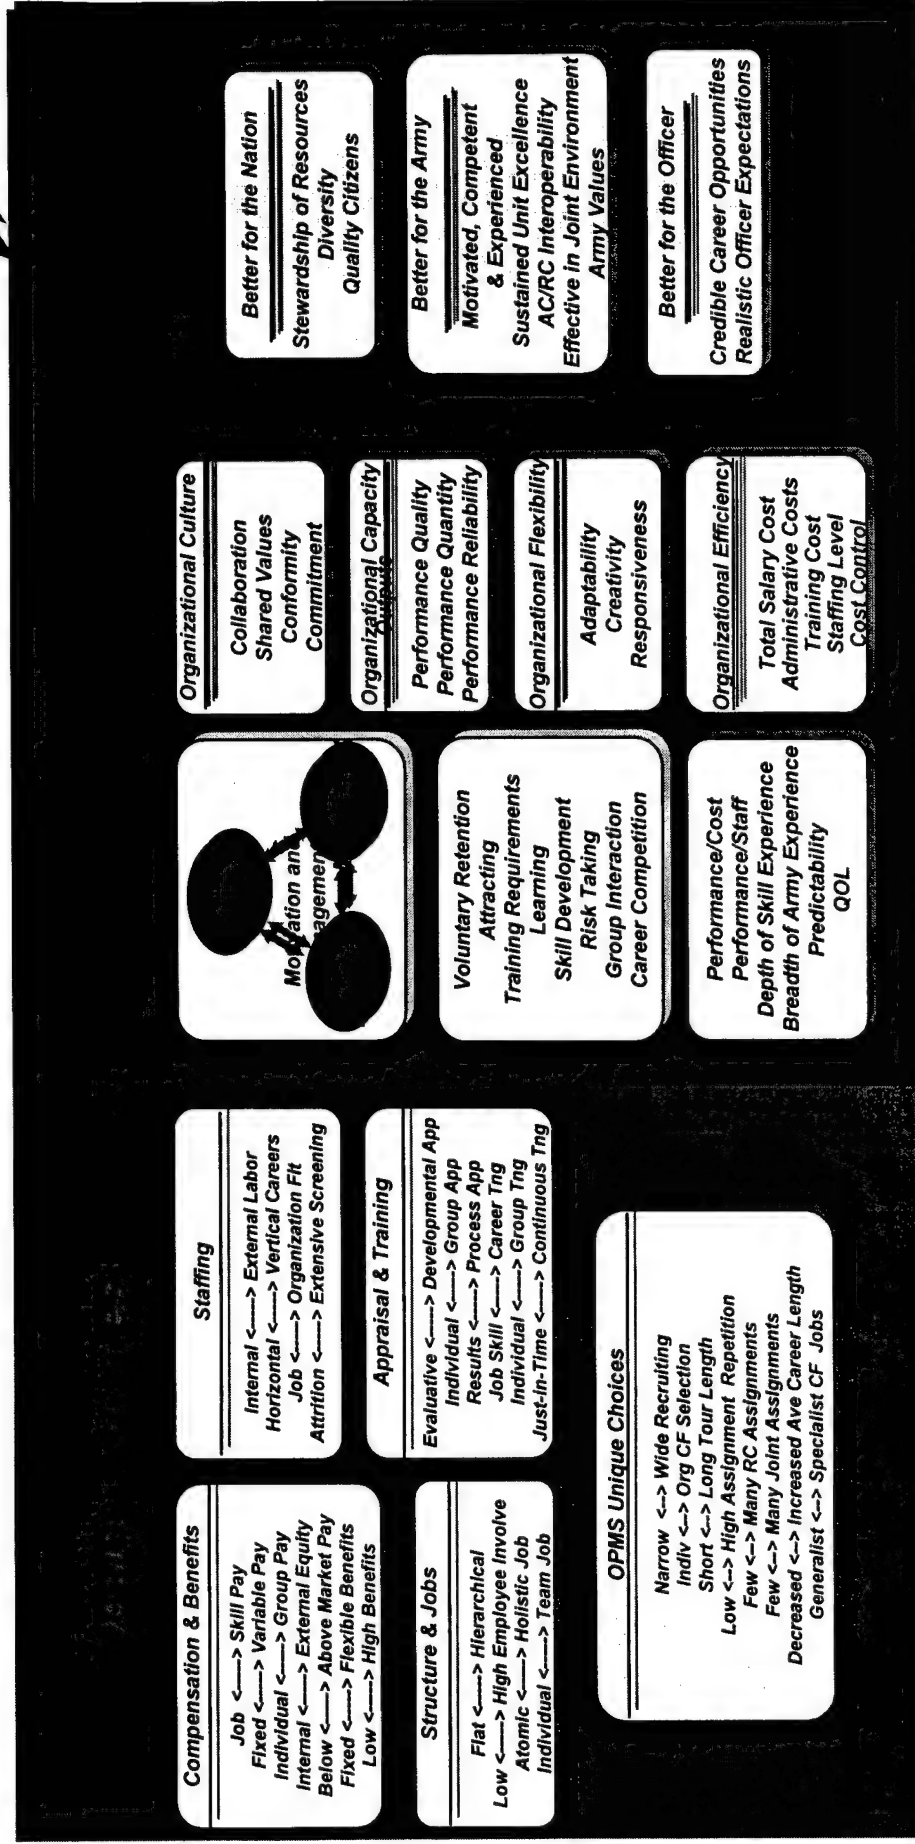 Compensation & Benefits
Job <----> Skill Pay
Fixed <----> Variable Pay
Individual <----> Group Pay
Internal <----> External Equity
Below <----> Above Market Pay
Fixed <----> Flexible Benefits
Low <----> High Benefits
Structure & Jobs
Flat <----> Hierarchical
Low <----> High Employee Involve
Atomic <----> Holistic Job
Individual <----> Team Job
Staffing
Internal <----> External Labor
Horizontal <----> Vertical Careers
Job <----> Organization Fit
Attrition <----> Extensive Screening
Appraisal & Training
Evaluative <----> Developmental App
Individual <----> Group App
Results <----> Process App
Job Skill <----> Career Tng
Individual <----> Group Tng
Just-In-Time <----> Continuous Tng
OPMS Unique Choices
Narrow <--> Wide Recruiting
Indiv <--> Org CF Selection
Short <--> Long Tour Length
Low <--> High Assignment Repetition
Few <--> Many RC Assignments
Few <--> Many Joint Assignments
Decreased <--> Increased Ave Career Length
Generalist <--> Specialist CF Jobs
Voluntary Retention
Attracting
Training Requirements
Learning
Skill Development
Risk Taking
Group Interaction
Career Competition
Performance/Cost
Performance/Staff
Depth of Skill Experience
Breadth of Army Experience
Predictability
QOL
Organizational Culture
Collaboration
Shared Values
Conformity
Commitment
Organizational Capacity
Performance Quality
Performance Quantity
Performance Reliability
Organizational Flexibility
Adaptability
Creativity
Responsiveness
Organizational Efficiency
Total Salary Cost
Administrative Costs
Training Cost
Staffing Level
Cost Control
Better for the Nation
Stewardship of Resources
Diversity
Quality Citizens
Better for the Army
Motivated, Competent
& Experienced
Sustained Unit Excellence
AC/RC Interoperability
Effective in Joint Environment
Army Values
Better for the Officer
Credible Career Opportunities
Realistic Officer Expectations